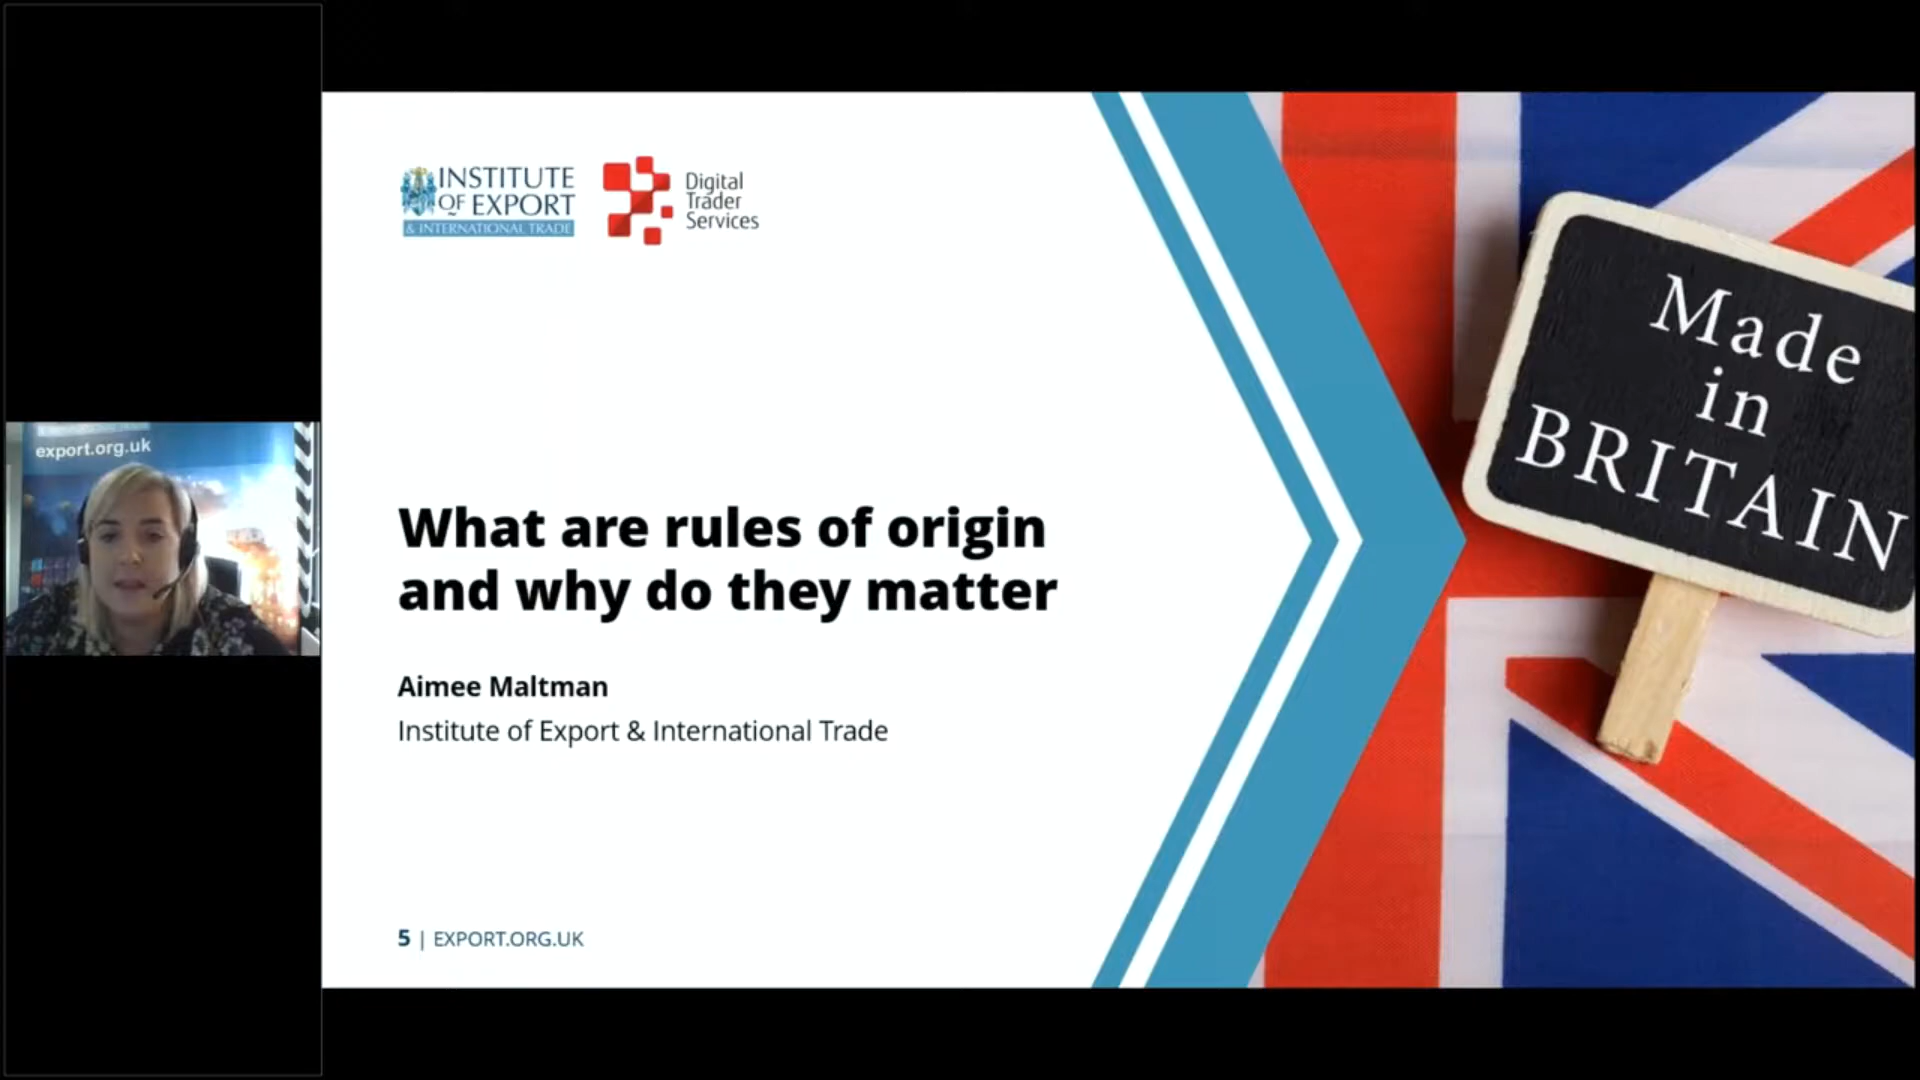 export.org.uk
INSTITUTE
OF EXPORT
& INTERNATIONAL TRADE
Digital
Trader
Services
What are rules of origin
and why do they matter
Aimee Maltman
Institute of Export & International Trade
5 | EXPORT.ORG.UK
Made
in
BRITAIN